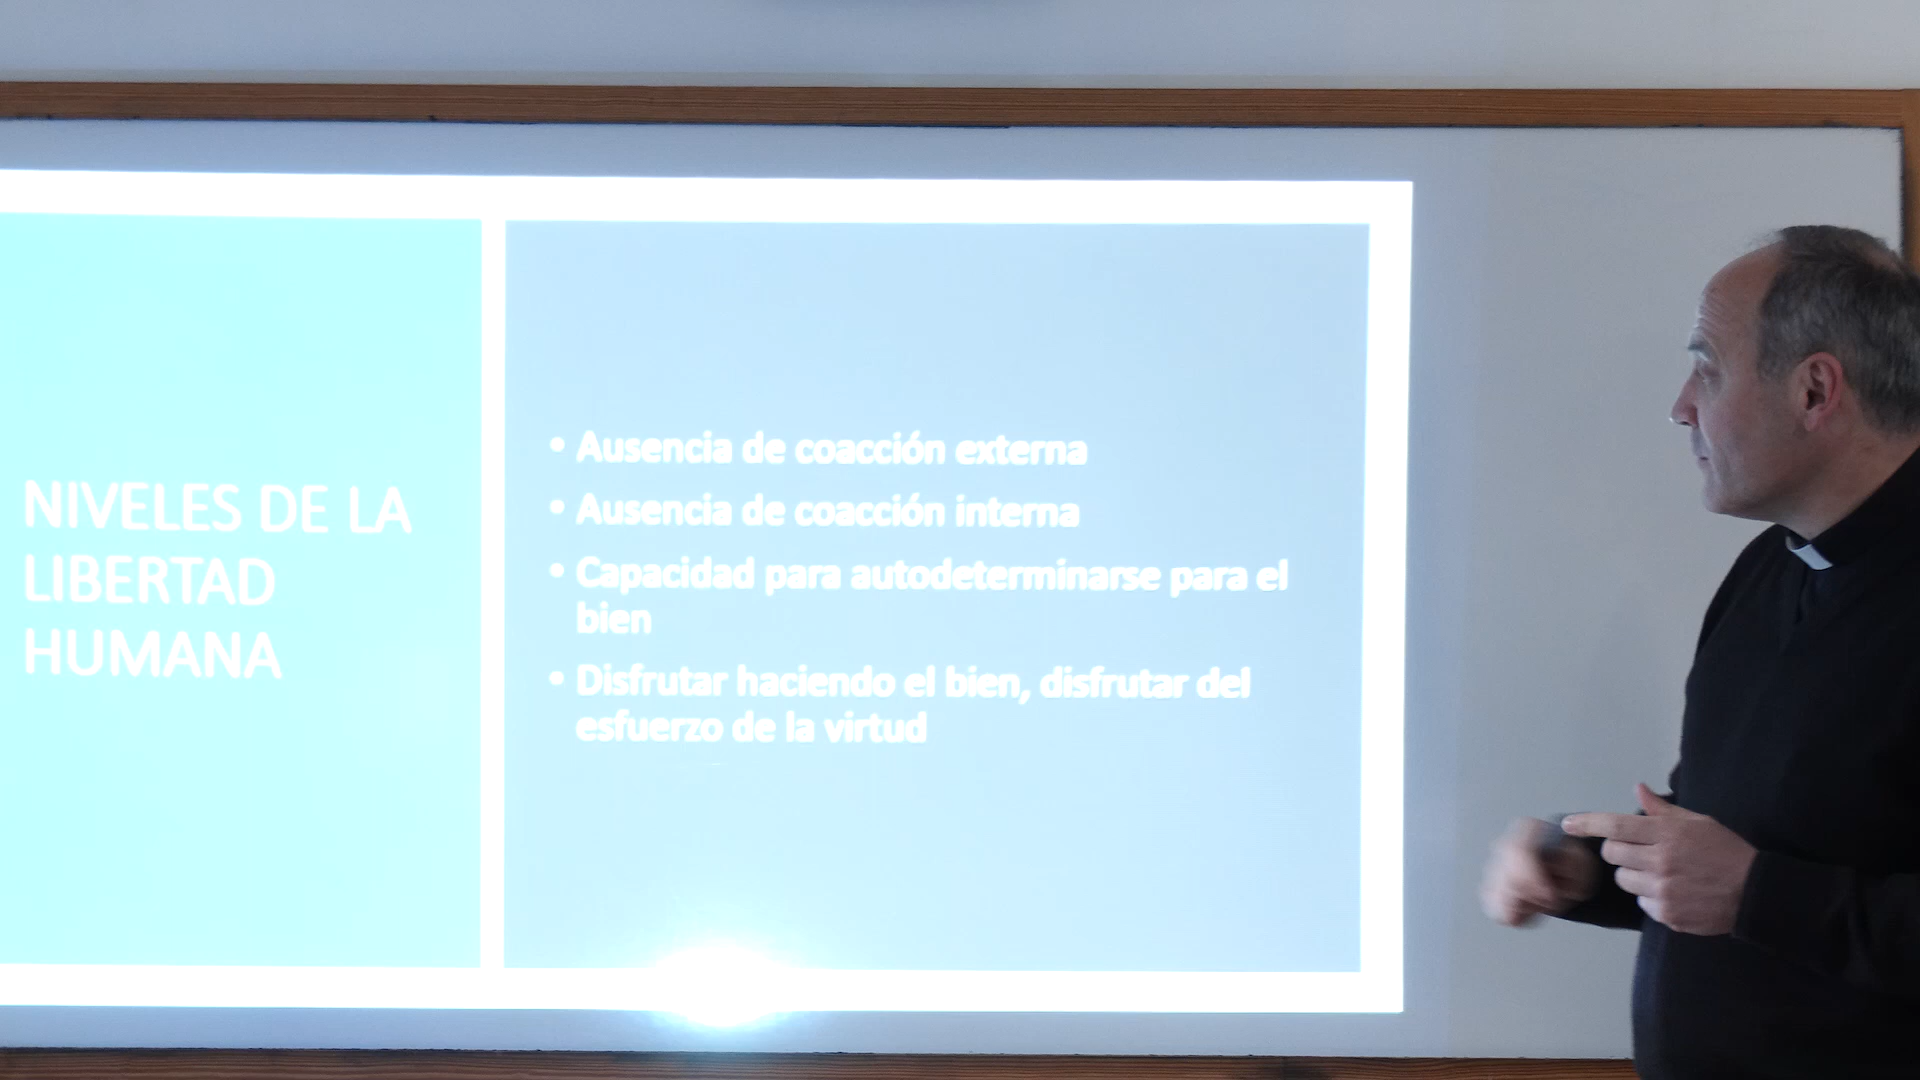 NIVELES DE LA
LIBERTAD
HUMANA
• Ausencia de coacción externa
• Ausencia de coacción interna
• Capacidad para autodeterminarse para el
bien
• Disfrutar haciendo el bien, disfrutar del
esfuerzo de la virtud